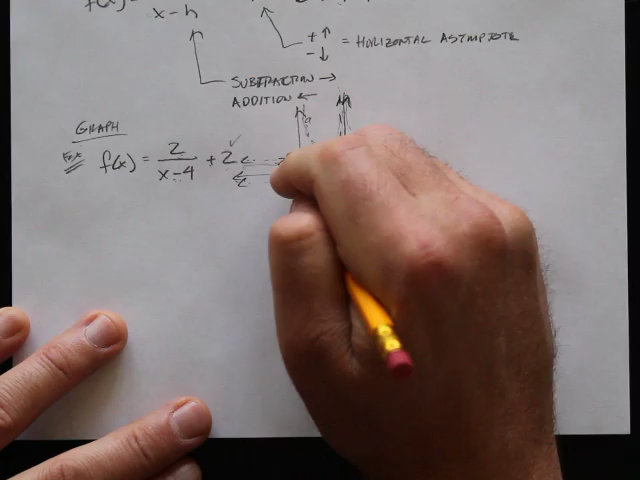 f(x)
x-h
+ ↑ = HORIZONTAL ASYMPTOTE
- ↓
SUBTRACTION →
ADDITION ←
GRAPH
Ex: f(x) = 2/(x-4) + 2